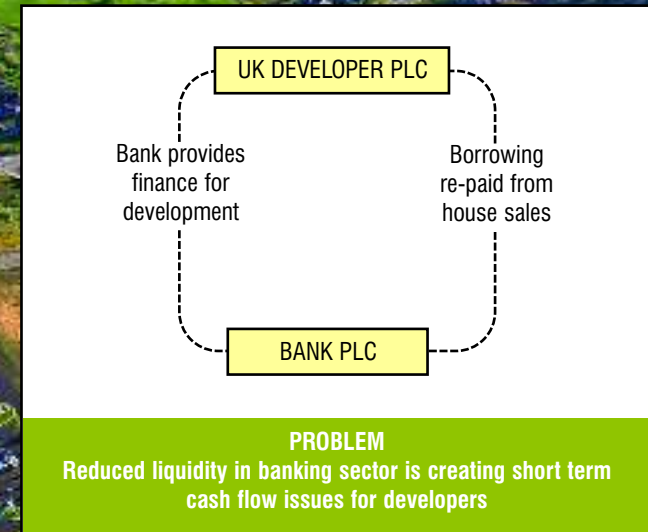 UK DEVELOPER PLC
Bank provides
finance for
development
Borrowing
re-paid from
house sales
BANK PLC
PROBLEM
Reduced liquidity in banking sector is creating short term
cash flow issues for developers